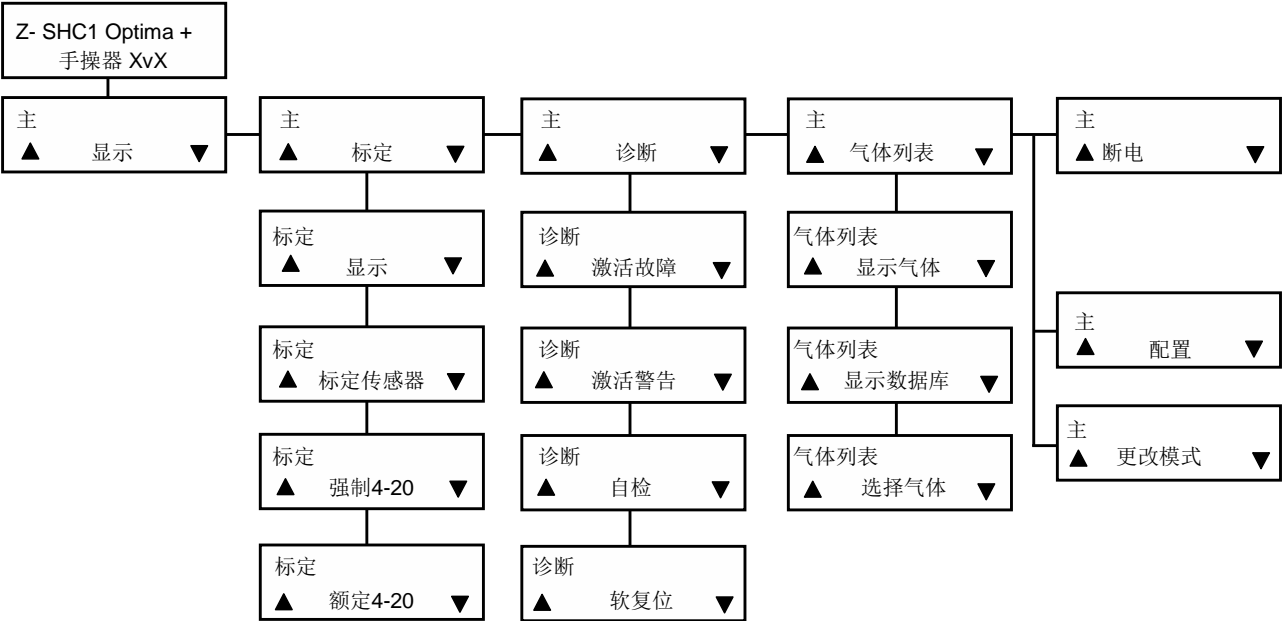 Z- SHC1 Optima +
手操器 XvX
主
▲ 显示 ▼
主
▲ 标定 ▼
主
▲ 诊断 ▼
主
▲ 气体列表 ▼
主
▲ 断电 ▼
标定
▲ 显示 ▼
诊断
▲ 激活故障 ▼
气体列表
▲ 显示气体 ▼
主
▲ 配置 ▼
标定
▲ 标定传感器 ▼
诊断
▲ 激活警告 ▼
气体列表
▲ 显示数据库 ▼
主
▲ 更改模式 ▼
标定
▲ 强制4-20 ▼
诊断
▲ 自检 ▼
气体列表
▲ 选择气体 ▼
标定
▲ 额定4-20 ▼
诊断
▲ 软复位 ▼